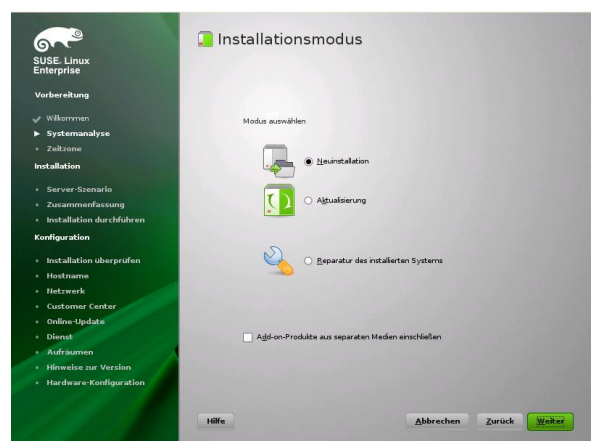 SUSE. Linux
Enterprise
Vorbereitung
Willkommen
Systemanalyse
Zeitzone
Installation
Server-Szenario
Zusammenfassung
Installation durchführen
Konfiguration
Installation überprüfen
Hostname
Netzwerk
Customer Center
Online-Update
Dienst
Aufräumen
Hinweise zur Version
Hardware-Konfiguration
Installationsmodus
Modus auswählen
Neuinstallation
Aktualisierung
Reparatur des installierten Systems
Add-on-Produkte aus separaten Medien einschließen
Hilfe
Abbrechen
Zurück
Weiter